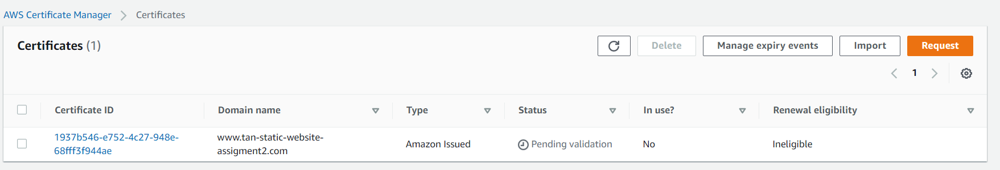 AWS Certificate Manager > Certificates
Certificates (1)
Delete
Manage expiry events
Import
Request
1
Certificate ID
Domain name
Type
Status
In use?
Renewal eligibility
1937b546-e752-4c27-948e-
68fff3f944ae
www.tan-static-website-
assigment2.com
Amazon Issued
Pending validation
No
Ineligible